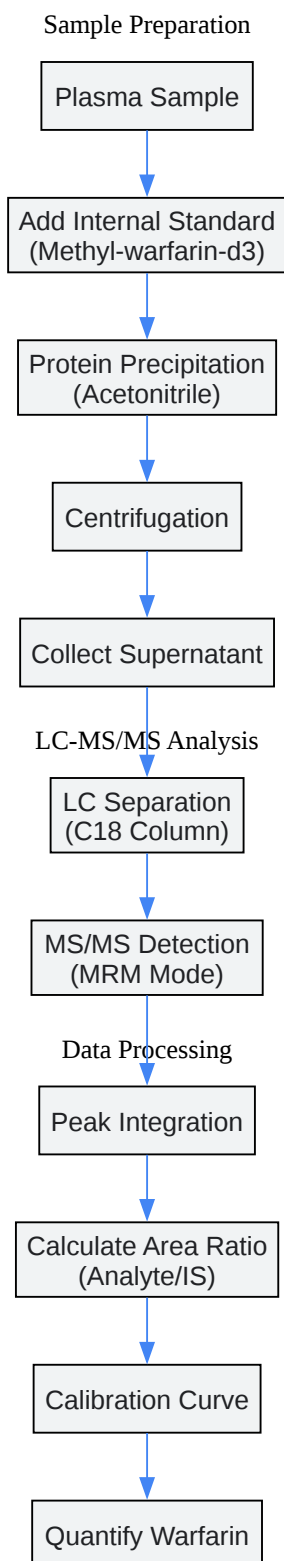 Sample Preparation
Plasma Sample
Add Internal Standard
(Methyl-warfarin-d3)
Protein Precipitation
(Acetonitrile)
Centrifugation
Collect Supernatant
LC-MS/MS Analysis
LC Separation
(C18 Column)
MS/MS Detection
(MRM Mode)
Data Processing
Peak Integration
Calculate Area Ratio
(Analyte/IS)
Calibration Curve
Quantify Warfarin